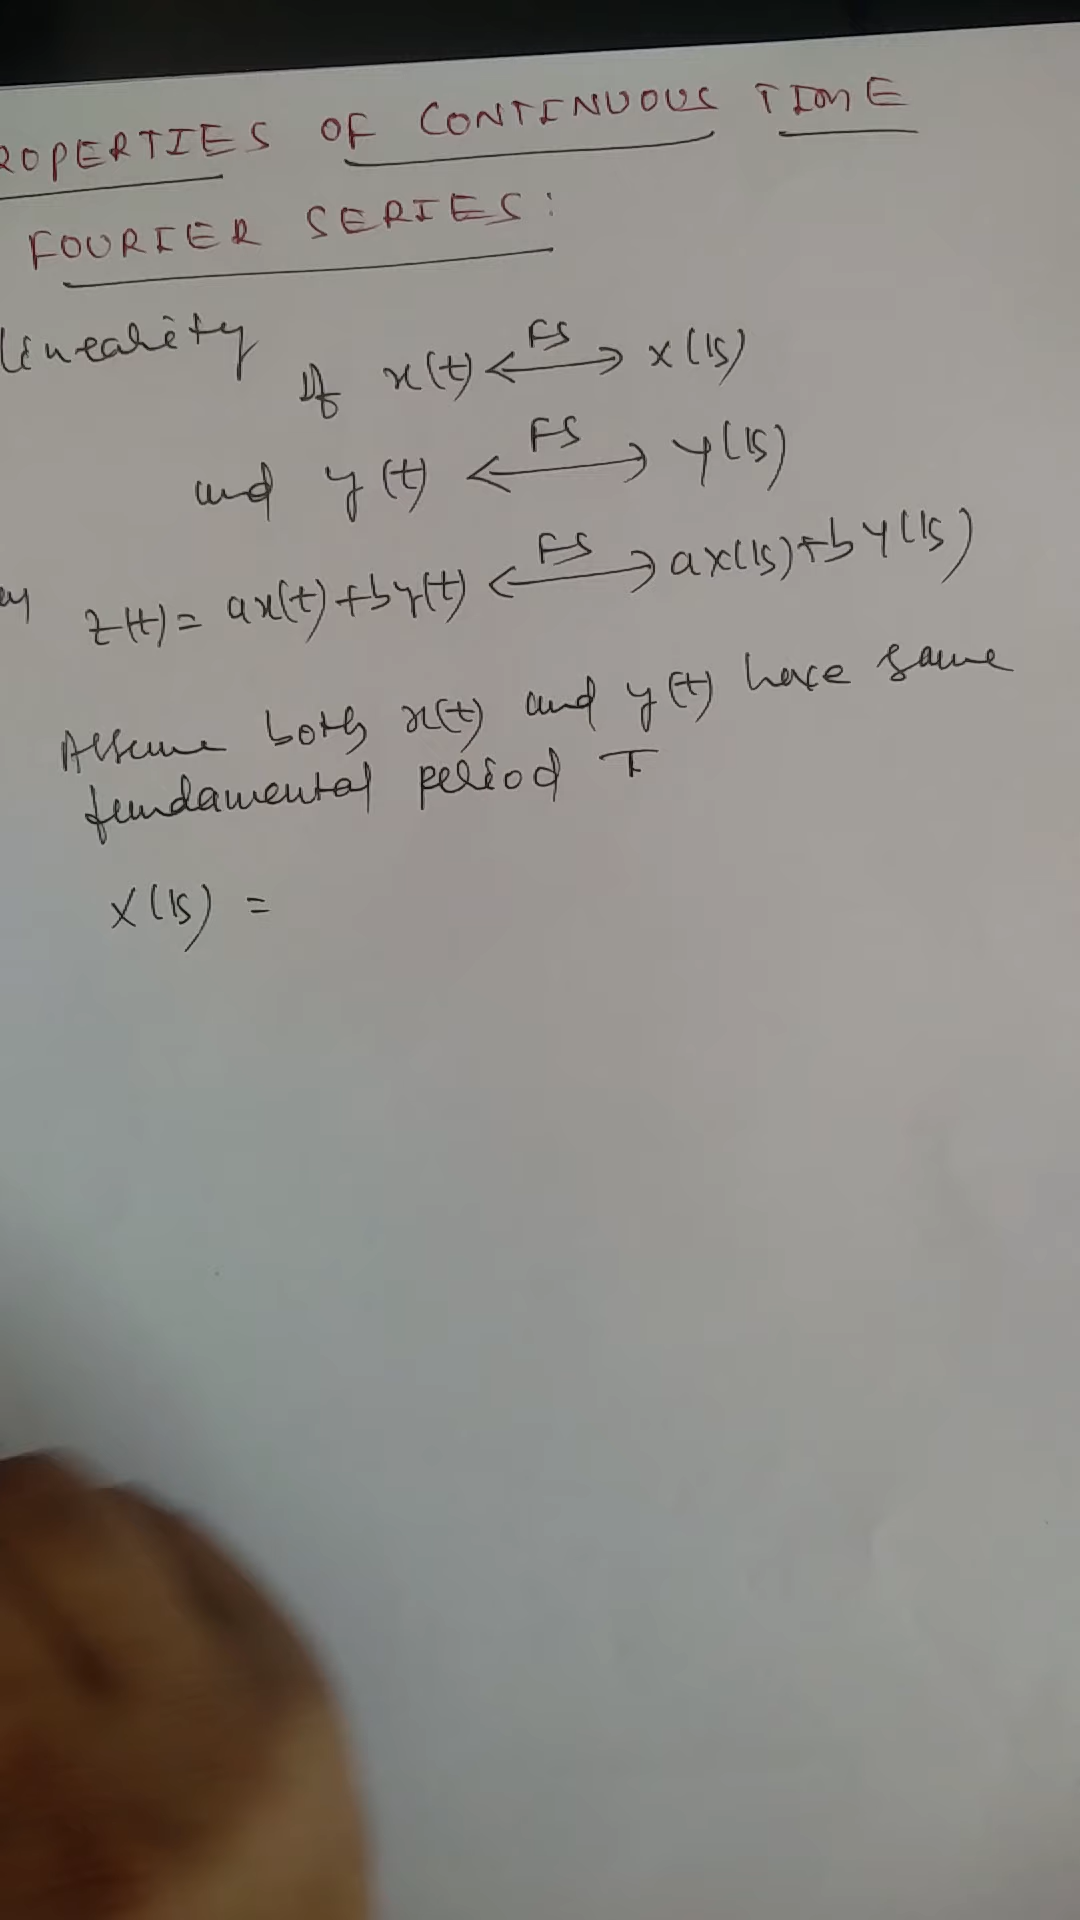 ROPERTIES OF CONTINUOUS TIME
FOURIER SERIES:
linearity
If x(t) <-FS-> X(k)
and y(t) <-FS-> Y(k)
z(t) = ax(t)+by(t) <-FS-> aX(k)+bY(k)
Assume both x(t) and y(t) have same
fundamental period T
X(k) =